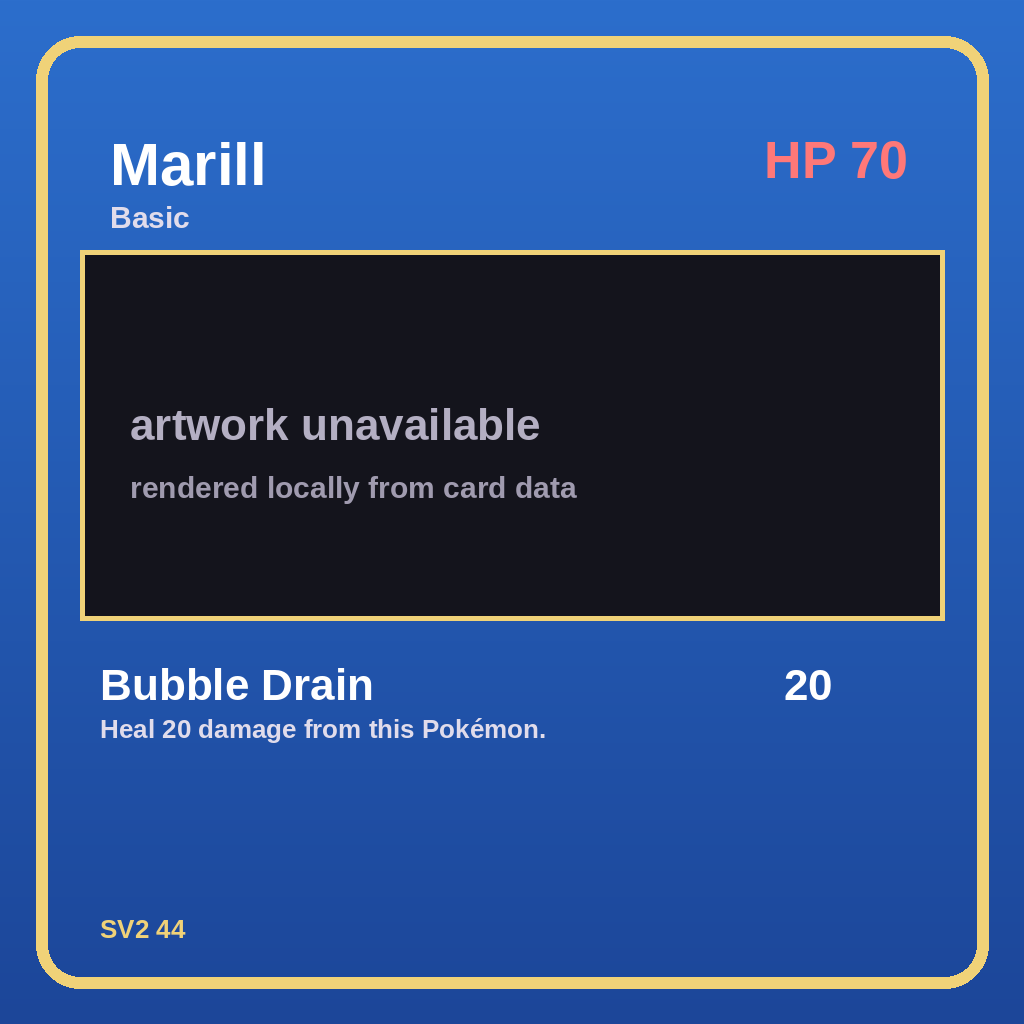 Marill
HP 70
Basic
artwork unavailable
rendered locally from card data
Bubble Drain
20
Heal 20 damage from this Pokémon.
SV2 44